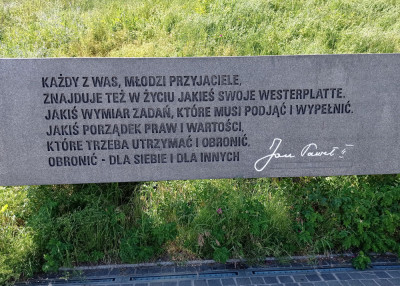 KAŻDY Z WAS, MŁODZI PRZYJACIELE,
ZNAJDUJE TEŻ W ŻYCIU JAKIEŚ SWOJE WESTERPLATTE.
JAKIŚ WYMIAR ZADAŃ, KTÓRE MUSI PODJĄĆ I WYPEŁNIĆ.
JAKIŚ PORZĄDEK PRAW I WARTOŚCI,
KTÓRE TRZEBA UTRZYMAĆ I OBRONIĆ.
OBRONIĆ - DLA SIEBIE I DLA INNYCH
Jan Paweł II